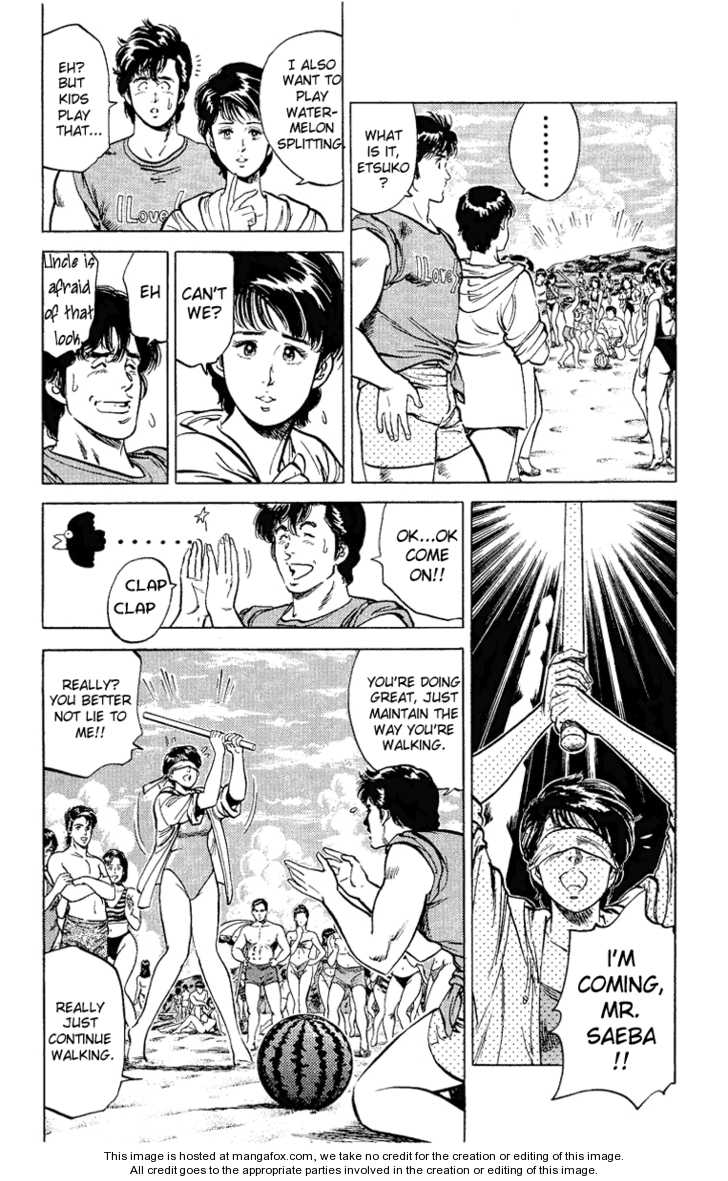 .......
WHAT
IS IT,
ETSUKO
?
I Love
I ALSO
WANT TO
PLAY
WATER-
MELON
SPLITTING.
EH?
BUT
KIDS
PLAY
THAT...
I Love
CAN'T
WE?
EH
Uncle is
afraid
of that
look
I'M
COMING,
MR.
SAEBA
!!
OK...OK
COME
ON!!
CLAP
CLAP
YOU'RE DOING
GREAT, JUST
MAINTAIN THE
WAY YOU'RE
WALKING.
REALLY?
YOU BETTER
NOT LIE TO
ME!!
REALLY
JUST
CONTINUE
WALKING.
This image is hosted at mangafox.com, we take no credit for the creation or editing of this image.
All credit goes to the appropriate parties involved in the creation or editing of this image.